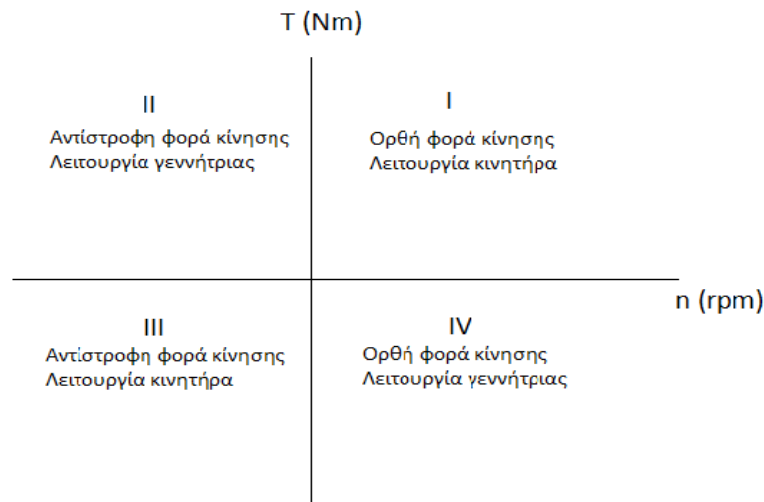 T (Nm)
II
Αντίστροφη φορά κίνησης
Λειτουργία γεννήτριας
I
Ορθή φορά κίνησης
Λειτουργία κινητήρα
n (rpm)
III
Αντίστροφη φορά κίνησης
Λειτουργία κινητήρα
IV
Ορθή φορά κίνησης
Λειτουργία γεννήτριας